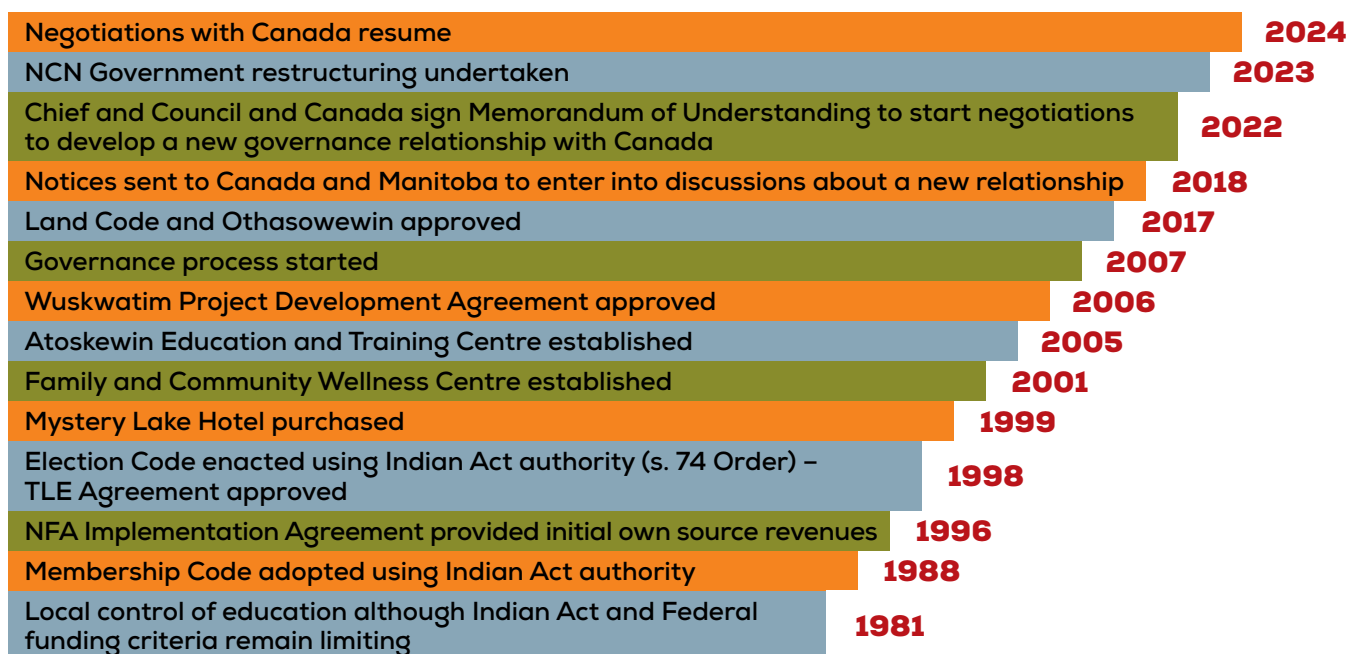 Negotiations with Canada resume 2024
NCN Government restructuring undertaken 2023
Chief and Council and Canada sign Memorandum of Understanding to start negotiations
to develop a new governance relationship with Canada 2022
Notices sent to Canada and Manitoba to enter into discussions about a new relationship 2018
Land Code and Othasowewin approved 2017
Governance process started 2007
Wuskwatim Project Development Agreement approved 2006
Atoskewin Education and Training Centre established 2005
Family and Community Wellness Centre established 2001
Mystery Lake Hotel purchased 1999
Election Code enacted using Indian Act authority (s. 74 Order) –
TLE Agreement approved 1998
NFA Implementation Agreement provided initial own source revenues 1996
Membership Code adopted using Indian Act authority 1988
Local control of education although Indian Act and Federal
funding criteria remain limiting 1981